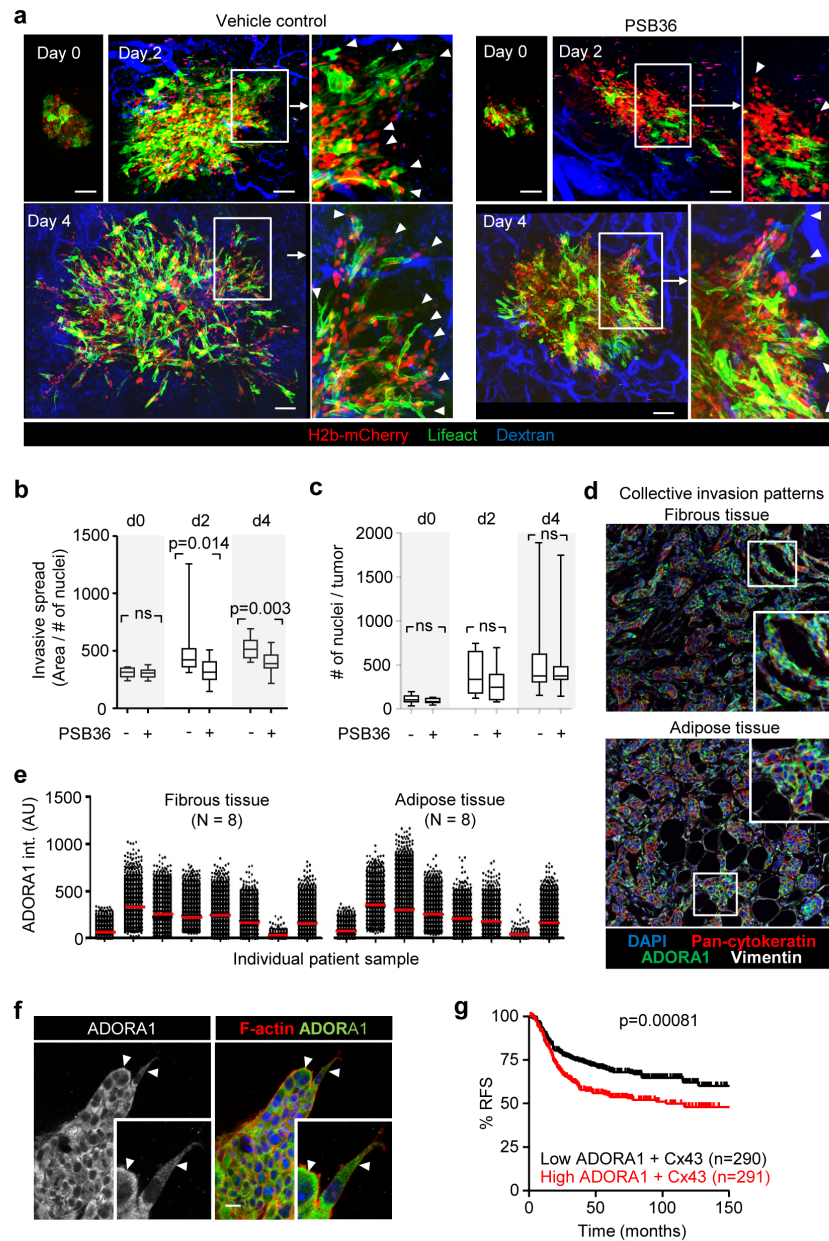 a
Vehicle control
PSB36
Day 0
Day 2
Day 0
Day 2
Day 4
Day 4
H2b-mCherry Lifeact Dextran
b
d0 d2 d4
Invasive spread
(Area / # of nuclei)
1500
1000
500
0
ns
p=0.014
p=0.003
PSB36 - + - + - +
c
d0 d2 d4
# of nuclei / tumor
2000
1500
1000
500
0
ns
ns
ns
PSB36 - + - + - +
d
Collective invasion patterns
Fibrous tissue
Adipose tissue
DAPI Pan-cytokeratin
ADORA1 Vimentin
e
ADORA1 int. (AU)
1500
1000
500
0
Fibrous tissue
(N = 8)
Adipose tissue
(N = 8)
Individual patient sample
f
ADORA1
F-actin ADORA1
g
% RFS
100
75
50
25
0
p=0.00081
Low ADORA1 + Cx43 (n=290)
High ADORA1 + Cx43 (n=291)
0 50 100 150
Time (months)